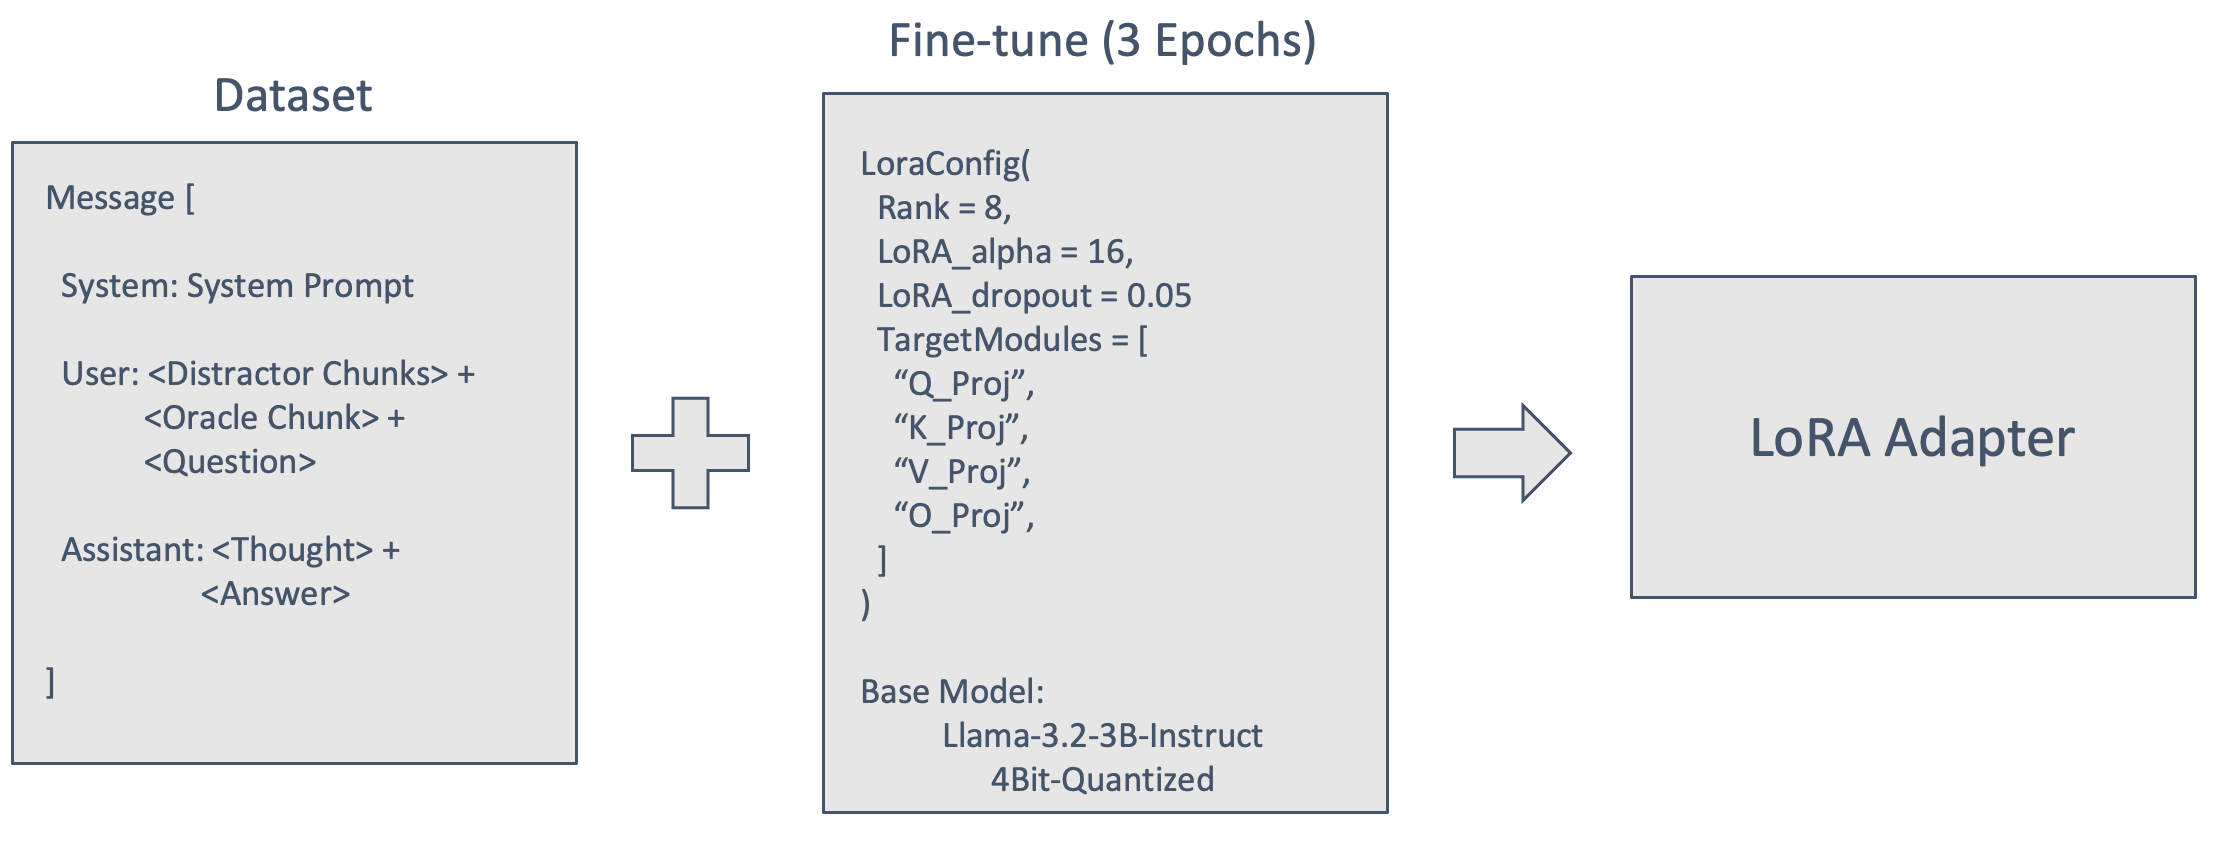 Dataset
Message [
System: System Prompt
User: <Distractor Chunks> +
<Oracle Chunk> +
<Question>
Assistant: <Thought> +
<Answer>
]
Fine-tune (3 Epochs)
LoraConfig(
Rank = 8,
LoRA_alpha = 16,
LoRA_dropout = 0.05
TargetModules = [
“Q_Proj”,
“K_Proj”,
“V_Proj”,
“O_Proj”,
]
)
Base Model:
Llama-3.2-3B-Instruct
4Bit-Quantized
LoRA Adapter